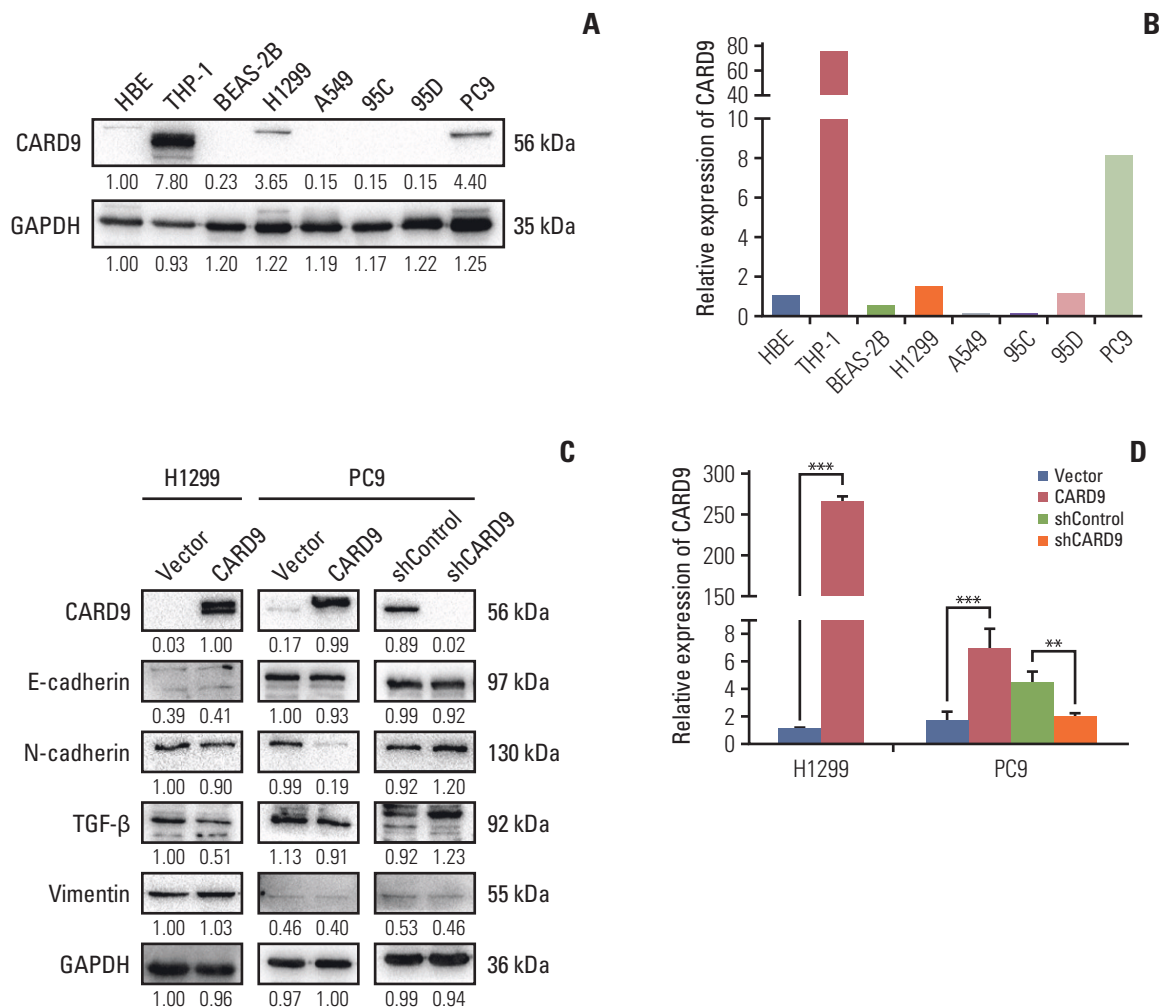 A
HBE THP-1 BEAS-2B H1299 A549 95C 95D PC9
CARD9 56 kDa
1.00 7.80 0.23 3.65 0.15 0.15 0.15 4.40
GAPDH 35 kDa
1.00 0.93 1.20 1.22 1.19 1.17 1.22 1.25
B
Relative expression of CARD9
80
60
40
10
8
6
4
2
0
HBE THP-1 BEAS-2B H1299 A549 95C 95D PC9
C
H1299 PC9
Vector CARD9 Vector CARD9 shControl shCARD9
CARD9 56 kDa
0.03 1.00 0.17 0.99 0.89 0.02
E-cadherin 97 kDa
0.39 0.41 1.00 0.93 0.99 0.92
N-cadherin 130 kDa
1.00 0.90 0.99 0.19 0.92 1.20
TGF-β 92 kDa
1.00 0.51 1.13 0.91 0.92 1.23
Vimentin 55 kDa
1.00 1.03 0.46 0.40 0.53 0.46
GAPDH 36 kDa
1.00 0.96 0.97 1.00 0.99 0.94
D
Relative expression of CARD9
300
250
200
150
8
6
4
2
0
***
***
**
Vector
CARD9
shControl
shCARD9
H1299 PC9